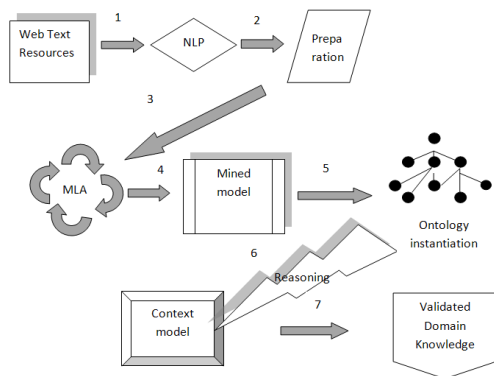 1
2
Web Text
Resources
NLP
Prepa
ration
3
MLA
4
Mined
model
5
Ontology
instantiation
6
Reasoning
Context
model
7
Validated
Domain
Knowledge